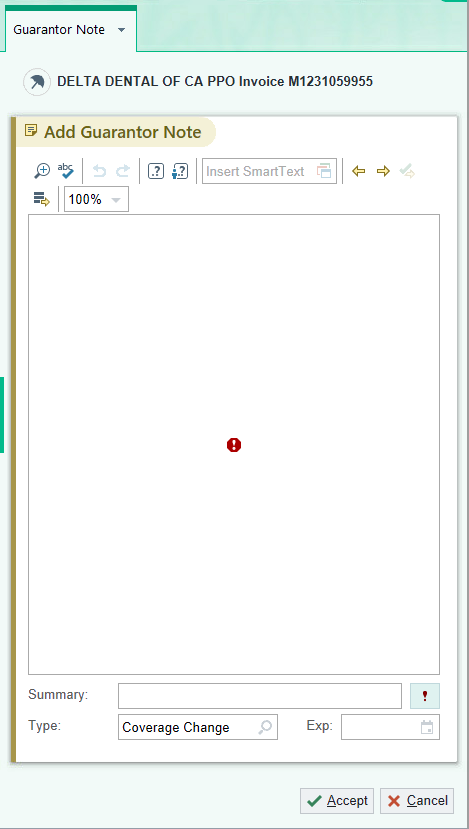 Guarantor Note
DELTA DENTAL OF CA PPO Invoice M1231059955
Add Guarantor Note
abc
Insert SmartText
100%
Summary:
Type:
Coverage Change
Exp:
Accept
Cancel